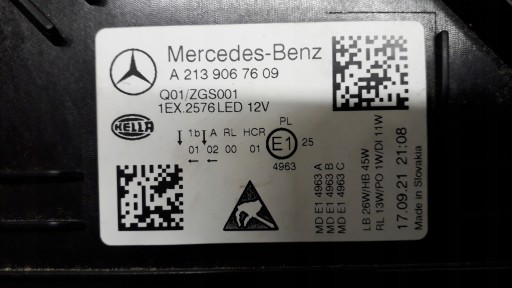 Mercedes-Benz
A 213 906 76 09
Q01/ZGS001
1EX.2576 LED 12V
HELLA
1b A RL HCR PL
01 02 00 01 E1 25
4963
MD E1 4963 A
MD E1 4963 B
MD E1 4963 C
LB 26W/HB 45W
RL 13W/PO 1W/DI 11W
17.09.21 21:08
Made in Slovakia